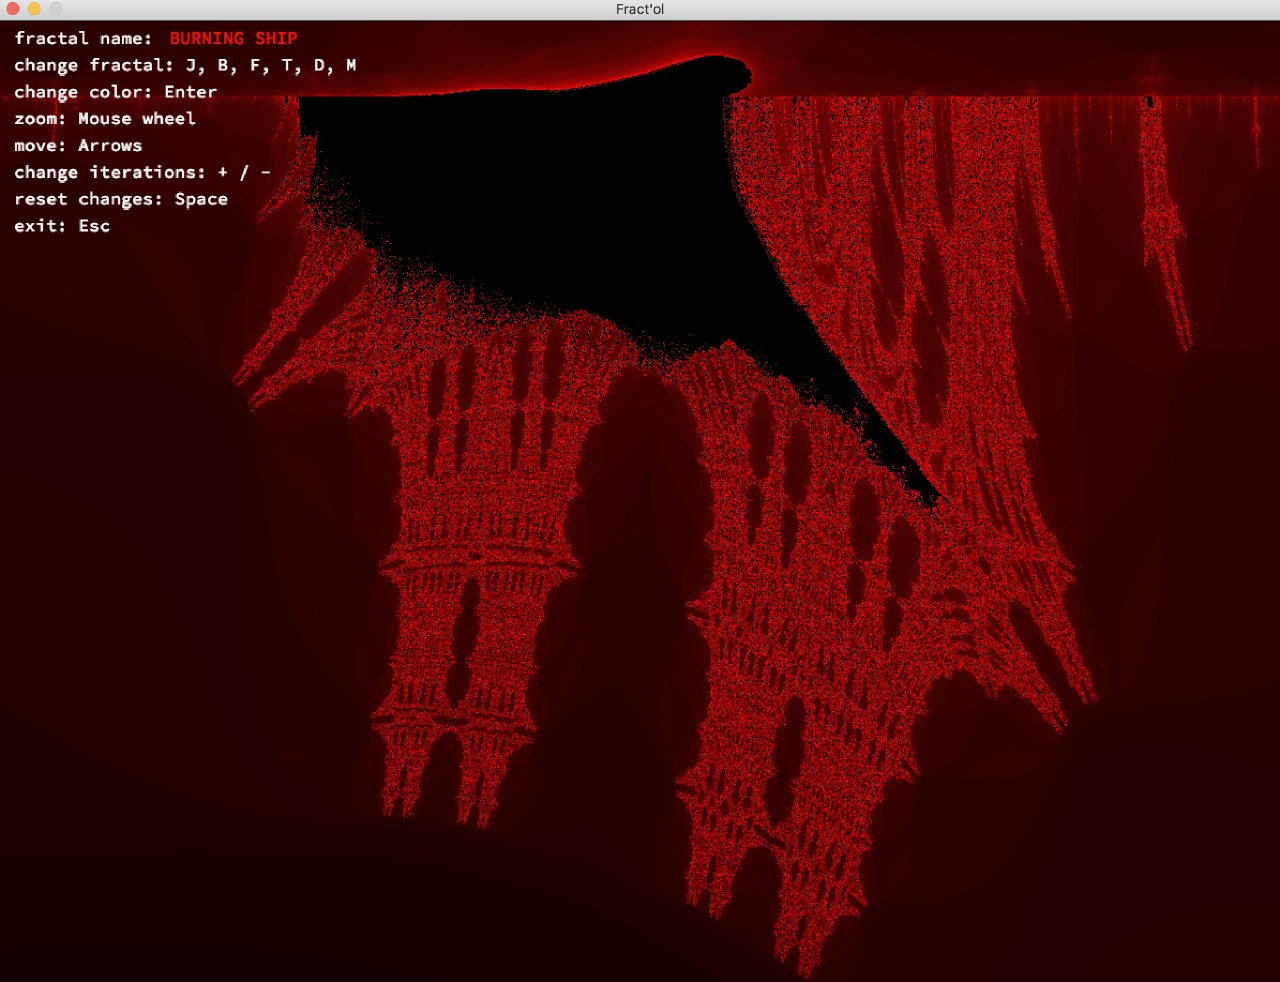 Fract'ol
fractal name: BURNING SHIP
change fractal: J, B, F, T, D, M
change color: Enter
zoom: Mouse wheel
move: Arrows
change iterations: + / -
reset changes: Space
exit: Esc